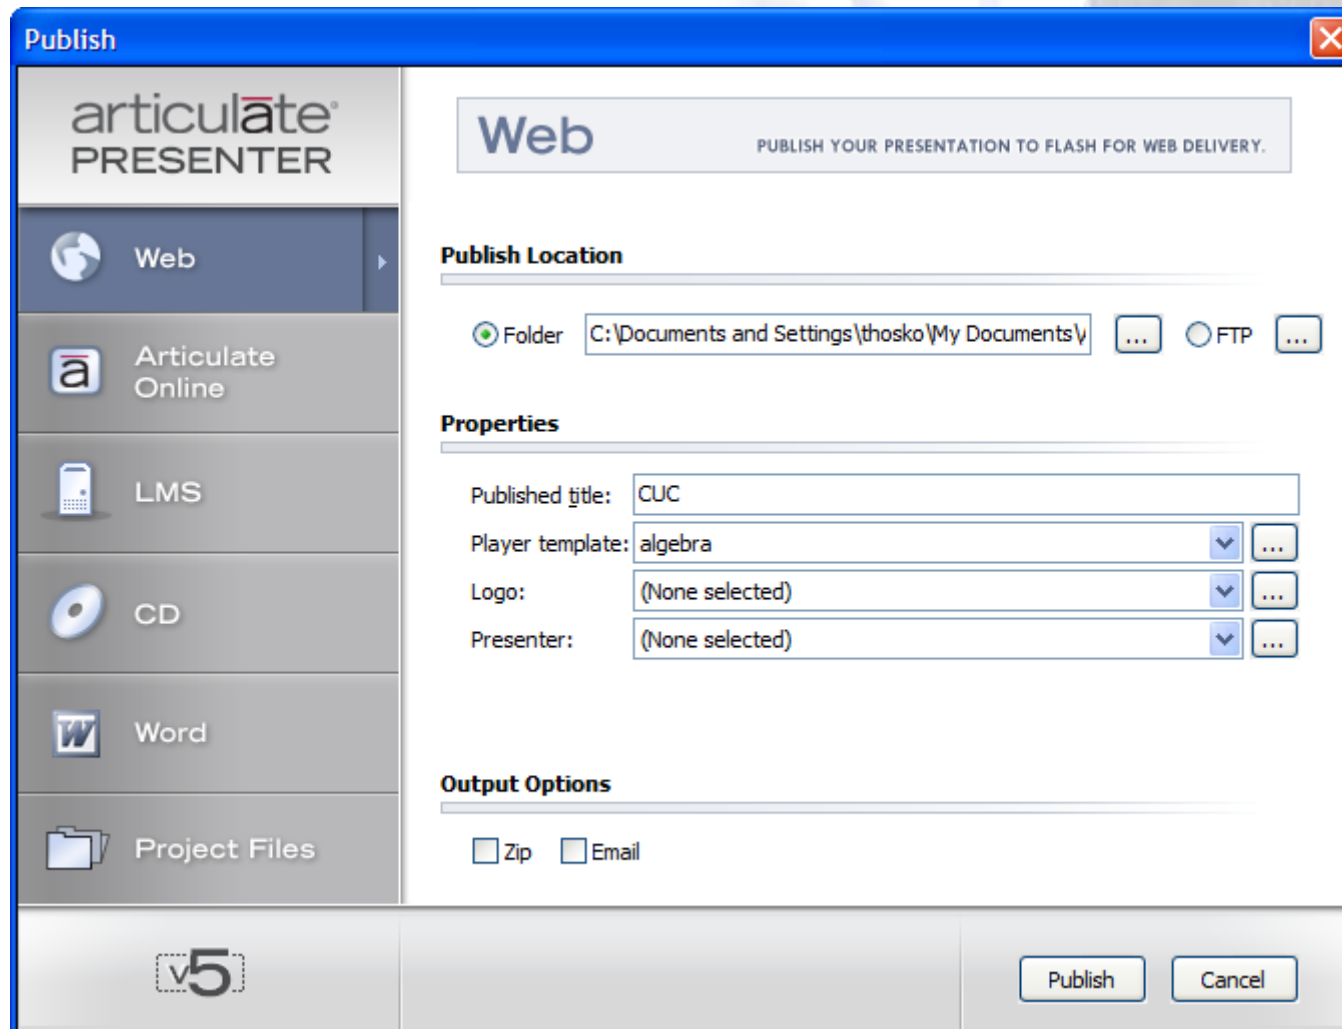 Publish
articulāte®
PRESENTER
Web
Articulate
Online
LMS
CD
Word
Project Files
v5
Web
PUBLISH YOUR PRESENTATION TO FLASH FOR WEB DELIVERY.
Publish Location
Folder C:\Documents and Settings\thosko\My Documents\ ... FTP ...
Properties
Published title: CUC
Player template: algebra ...
Logo: (None selected) ...
Presenter: (None selected) ...
Output Options
Zip Email
Publish Cancel